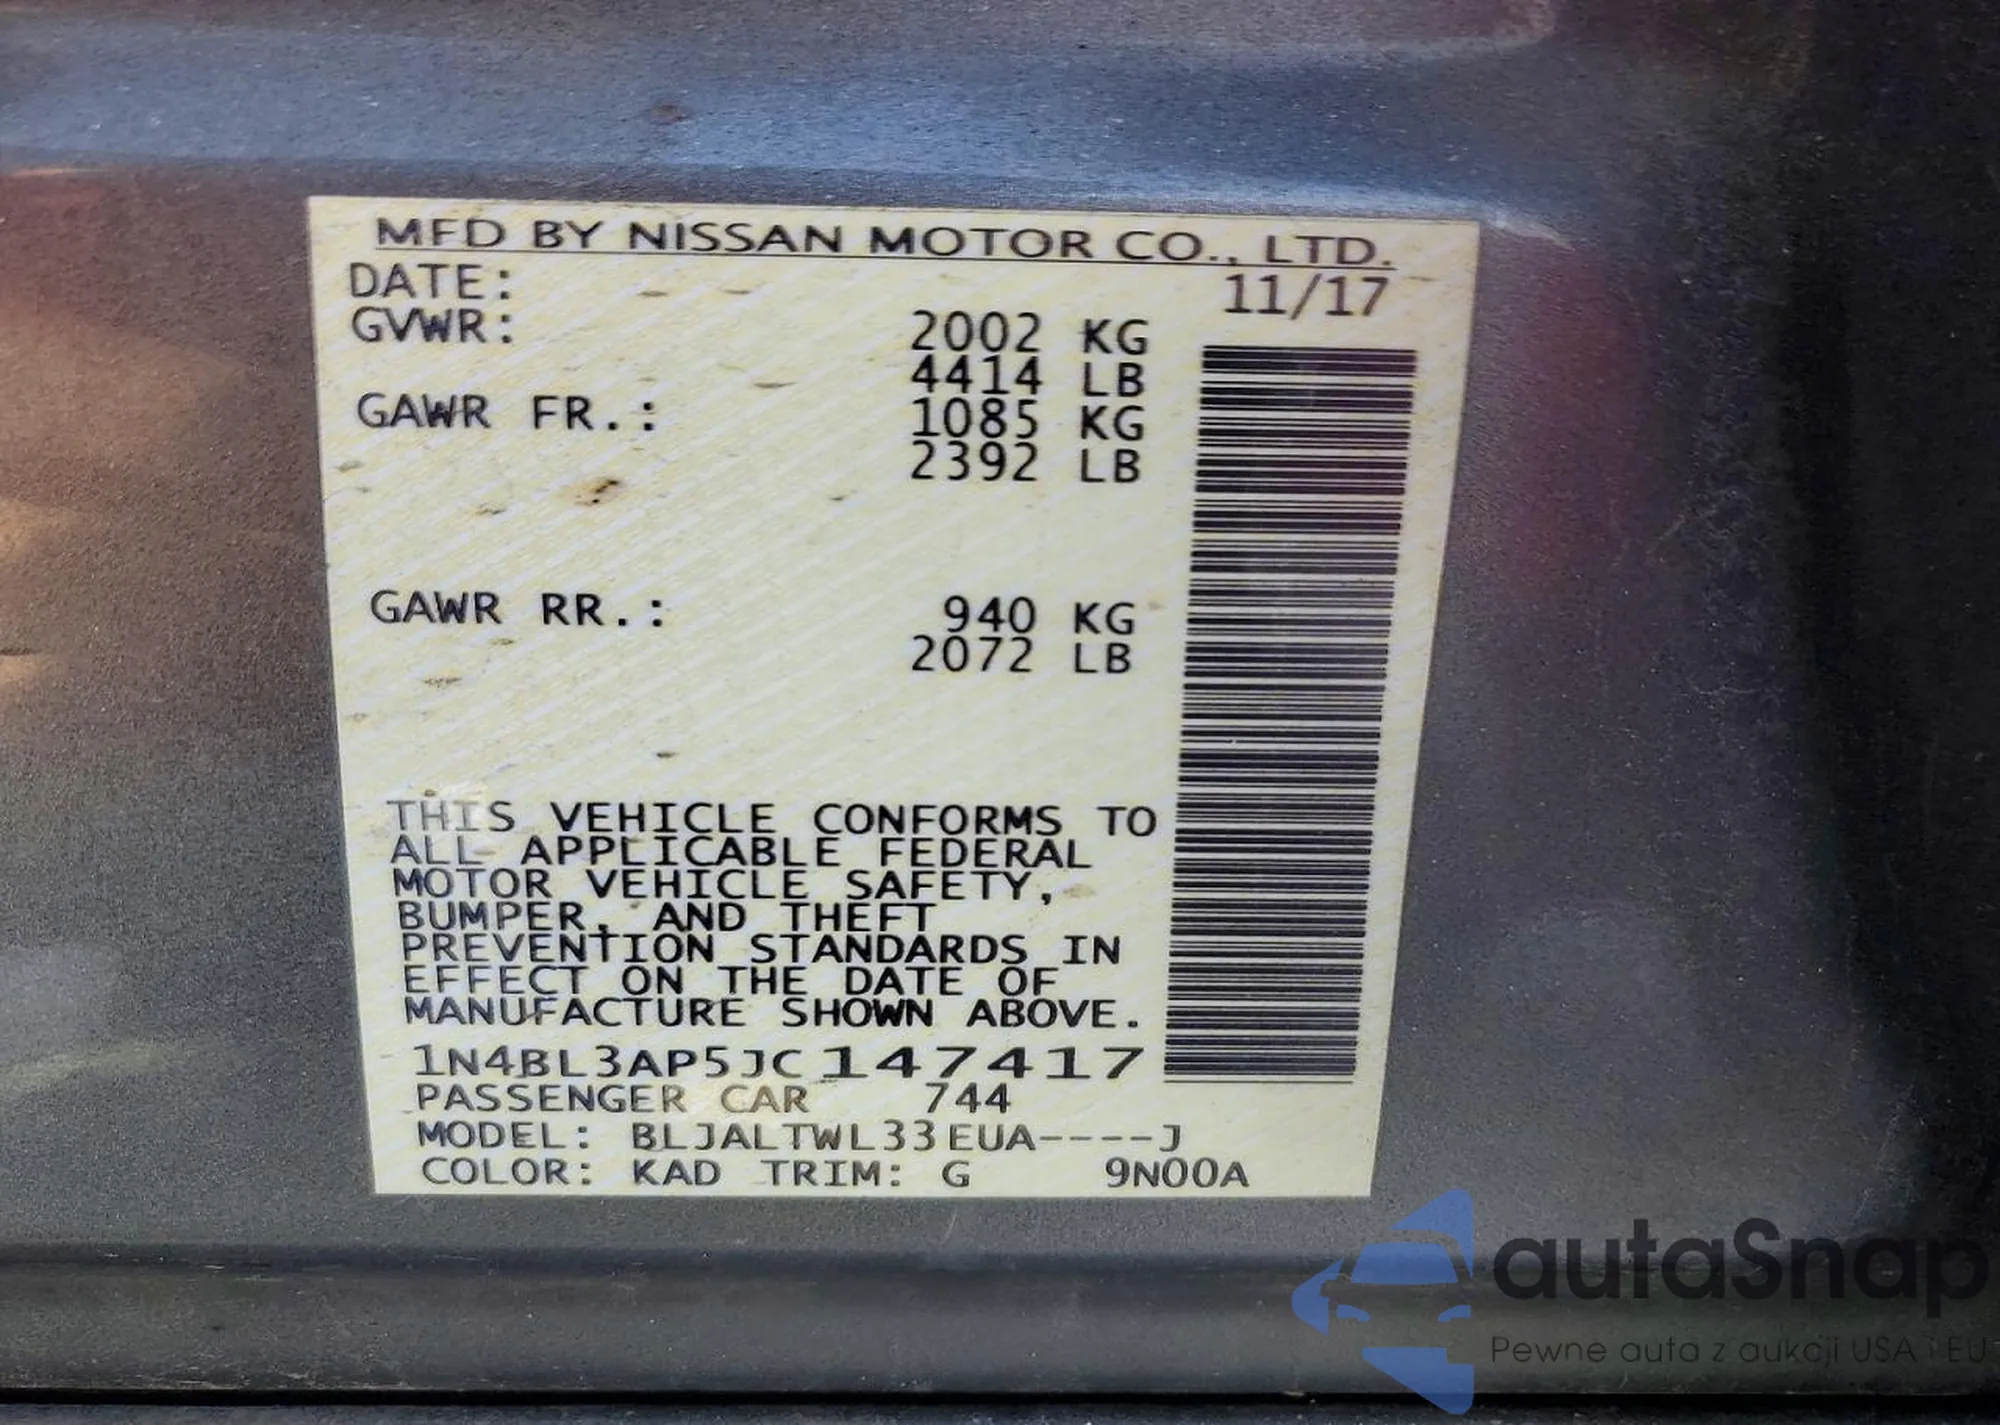 MFD BY NISSAN MOTOR CO., LTD.
DATE: 11/17
GVWR: 2002 KG
4414 LB
GAWR FR.: 1085 KG
2392 LB
GAWR RR.: 940 KG
2072 LB
THIS VEHICLE CONFORMS TO
ALL APPLICABLE FEDERAL
MOTOR VEHICLE SAFETY,
BUMPER, AND THEFT
PREVENTION STANDARDS IN
EFFECT ON THE DATE OF
MANUFACTURE SHOWN ABOVE.
1N4BL3AP5JC147417
PASSENGER CAR 744
MODEL: BLJALTWL33EUA----J
COLOR: KAD TRIM: G 9N00A
autaSnap
Pewne auta z aukcji USA i EU